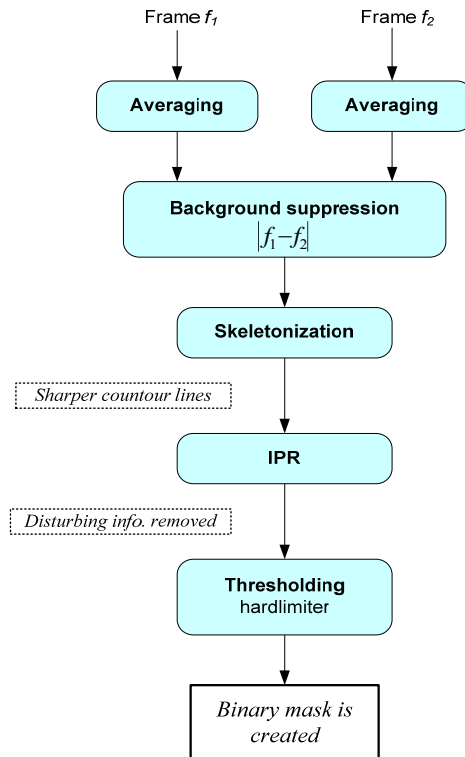 Frame f₁
Frame f₂
Averaging
Averaging
Background suppression
|f₁−f₂|
Skeletonization
Sharper countour lines
IPR
Disturbing info. removed
Thresholding
hardlimiter
Binary mask is
created